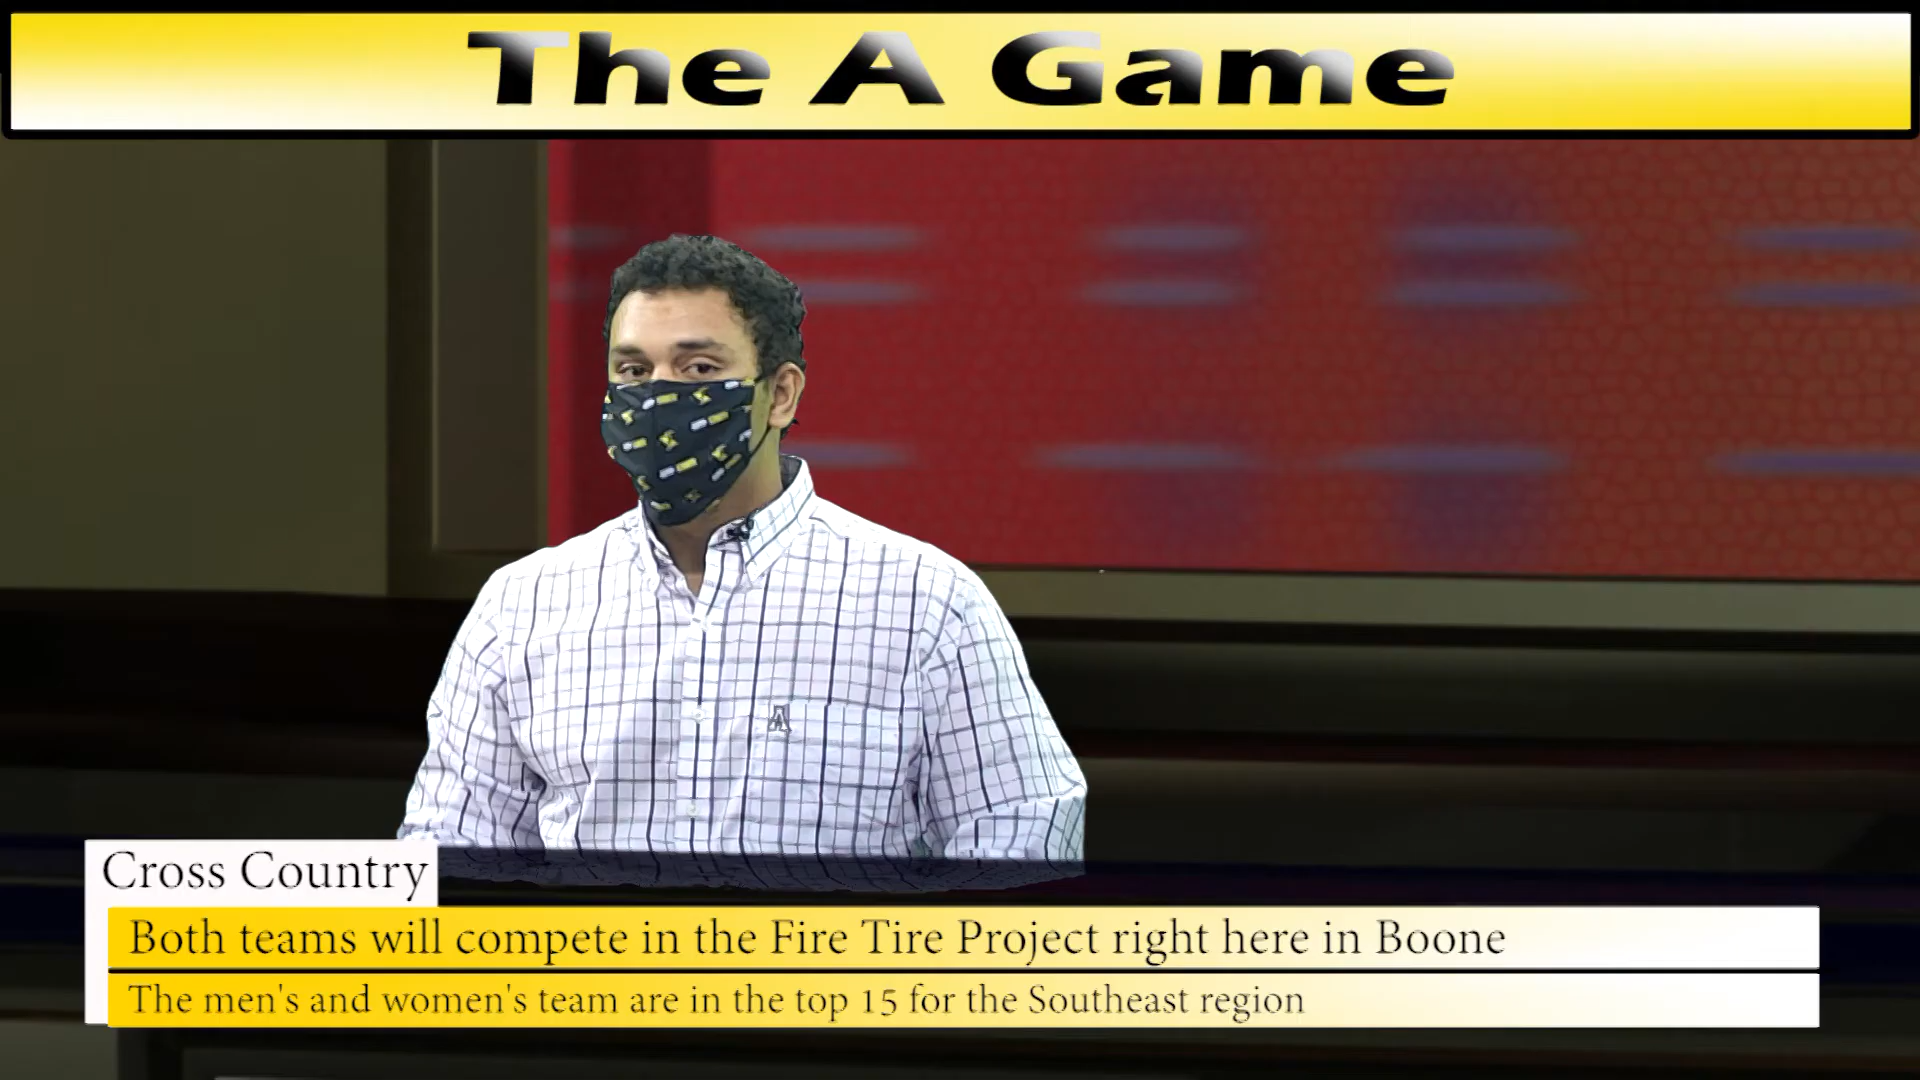 The A Game
A
Cross Country
Both teams will compete in the Fire Tire Project right here in Boone
The men's and women's team are in the top 15 for the Southeast region